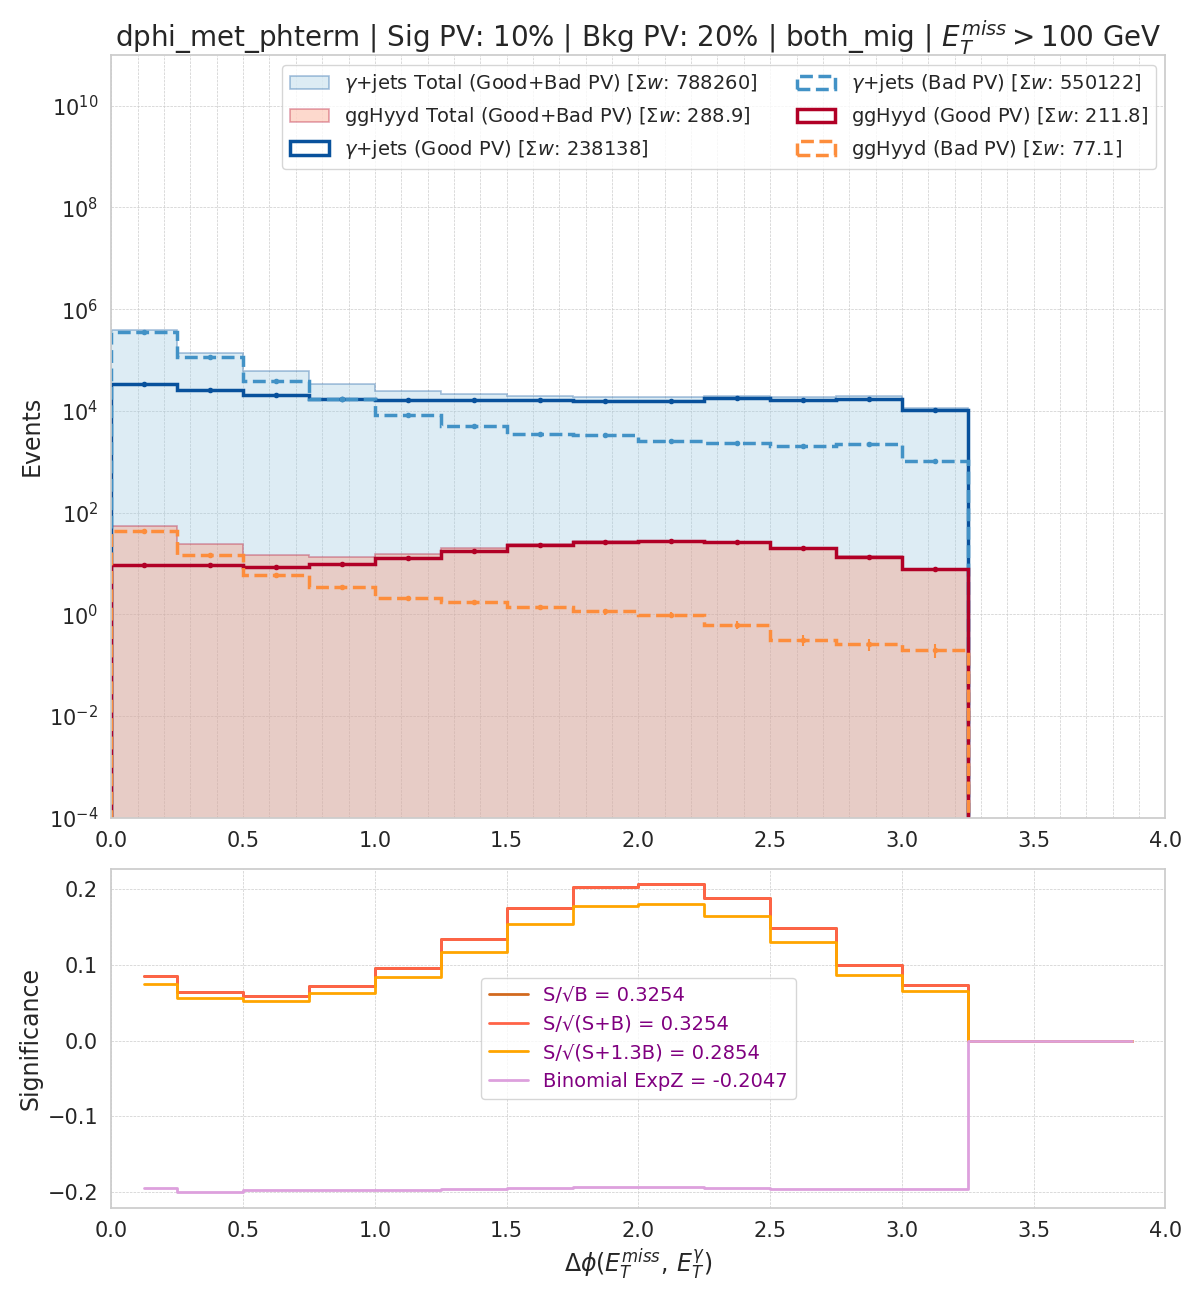 dphi_met_phterm | Sig PV: 10% | Bkg PV: 20% | both_mig | $E_T^{miss} > 100$ GeV
γ+jets Total (Good+Bad PV) [Σw: 788260]
ggHyyd Total (Good+Bad PV) [Σw: 288.9]
γ+jets (Good PV) [Σw: 238138]
γ+jets (Bad PV) [Σw: 550122]
ggHyyd (Good PV) [Σw: 211.8]
ggHyyd (Bad PV) [Σw: 77.1]
Events
10^{10}
10^{8}
10^{6}
10^{4}
10^{2}
10^{0}
10^{−2}
10^{−4}
0.0 0.5 1.0 1.5 2.0 2.5 3.0 3.5 4.0
Significance
0.2
0.1
0.0
−0.1
−0.2
S/√B = 0.3254
S/√(S+B) = 0.3254
S/√(S+1.3B) = 0.2854
Binomial ExpZ = -0.2047
0.0 0.5 1.0 1.5 2.0 2.5 3.0 3.5 4.0
$Δϕ(E_T^{miss}, E_T^{γ})$